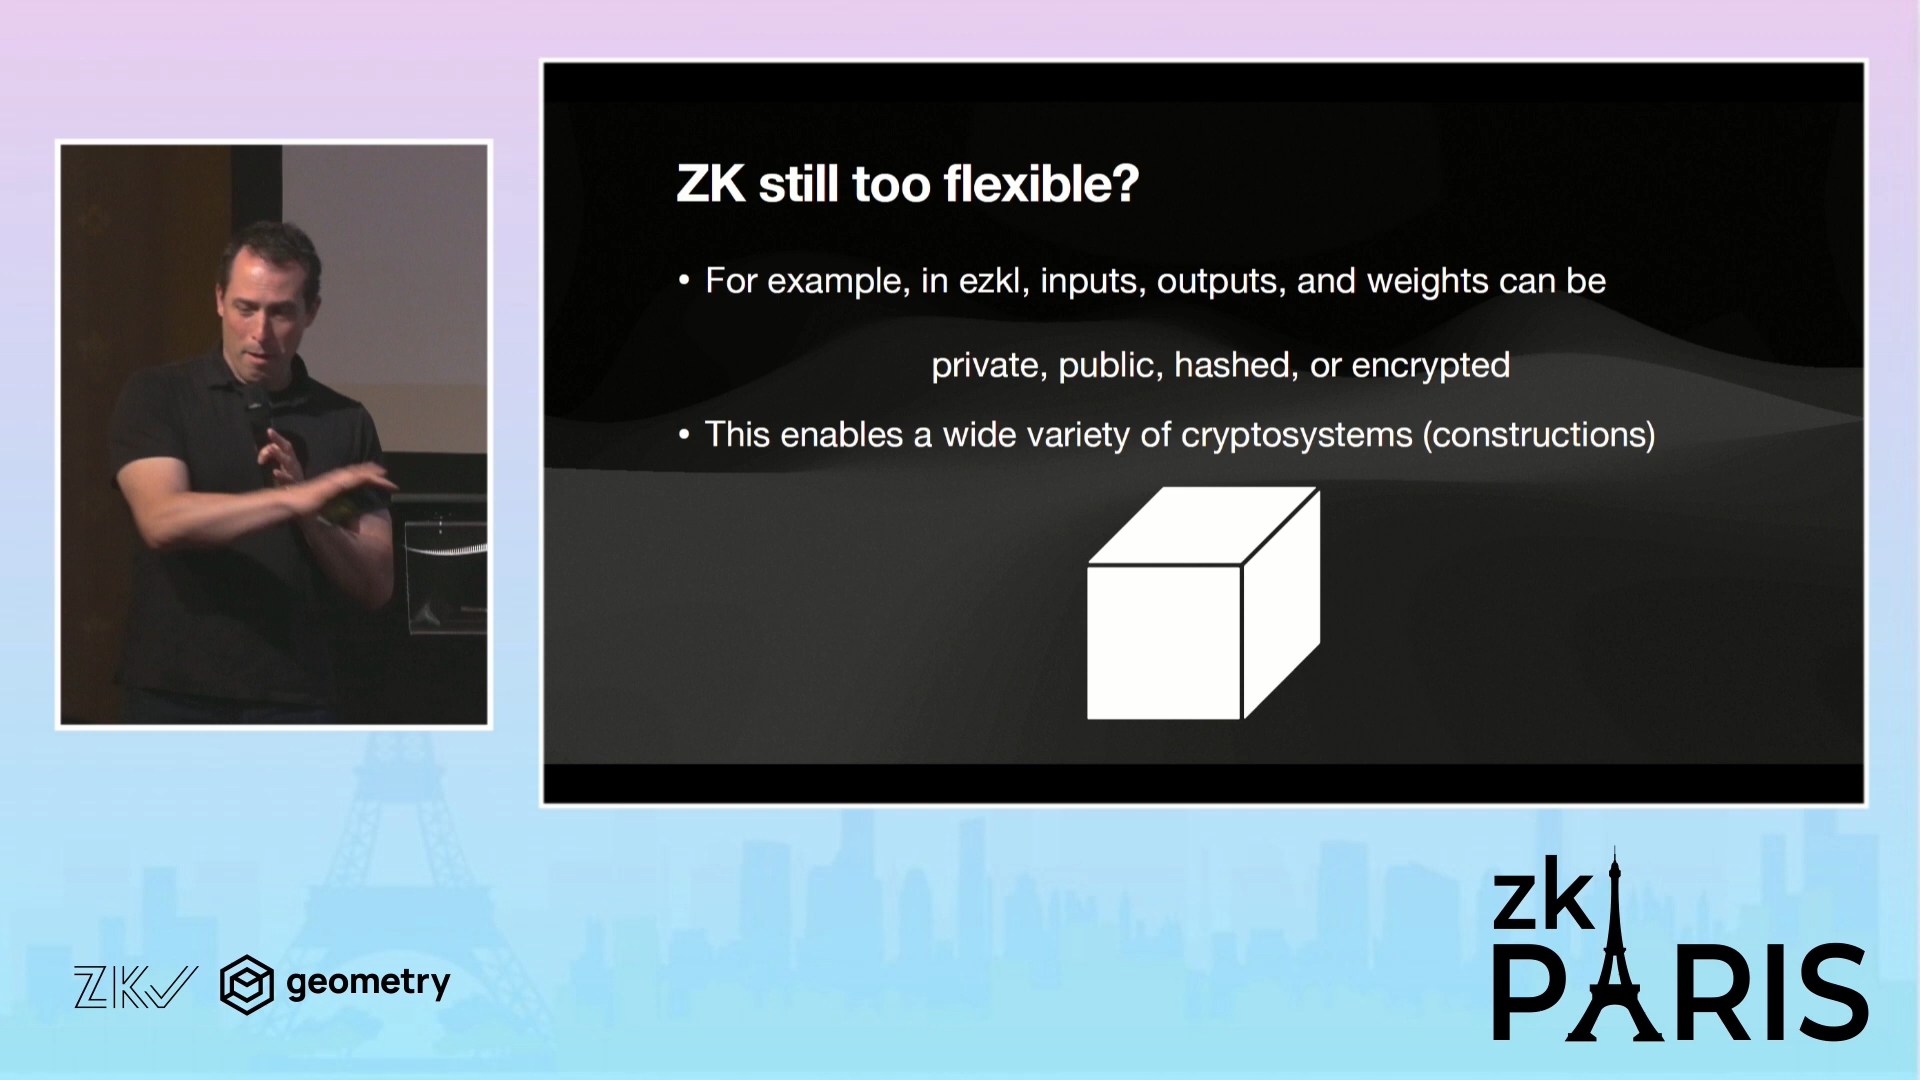 ZK still too flexible?
• For example, in ezkl, inputs, outputs, and weights can be
private, public, hashed, or encrypted
• This enables a wide variety of cryptosystems (constructions)
ZK
geometry
zk
PARIS